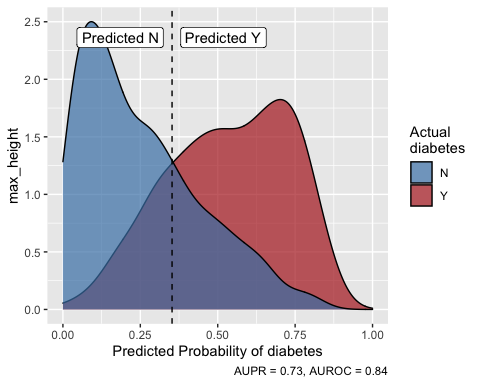 2.5
2.0
1.5
1.0
0.5
0.0
max_height
Predicted N
Predicted Y
0.00
0.25
0.50
0.75
1.00
Predicted Probability of diabetes
AUPR = 0.73, AUROC = 0.84
Actual
diabetes
N
Y